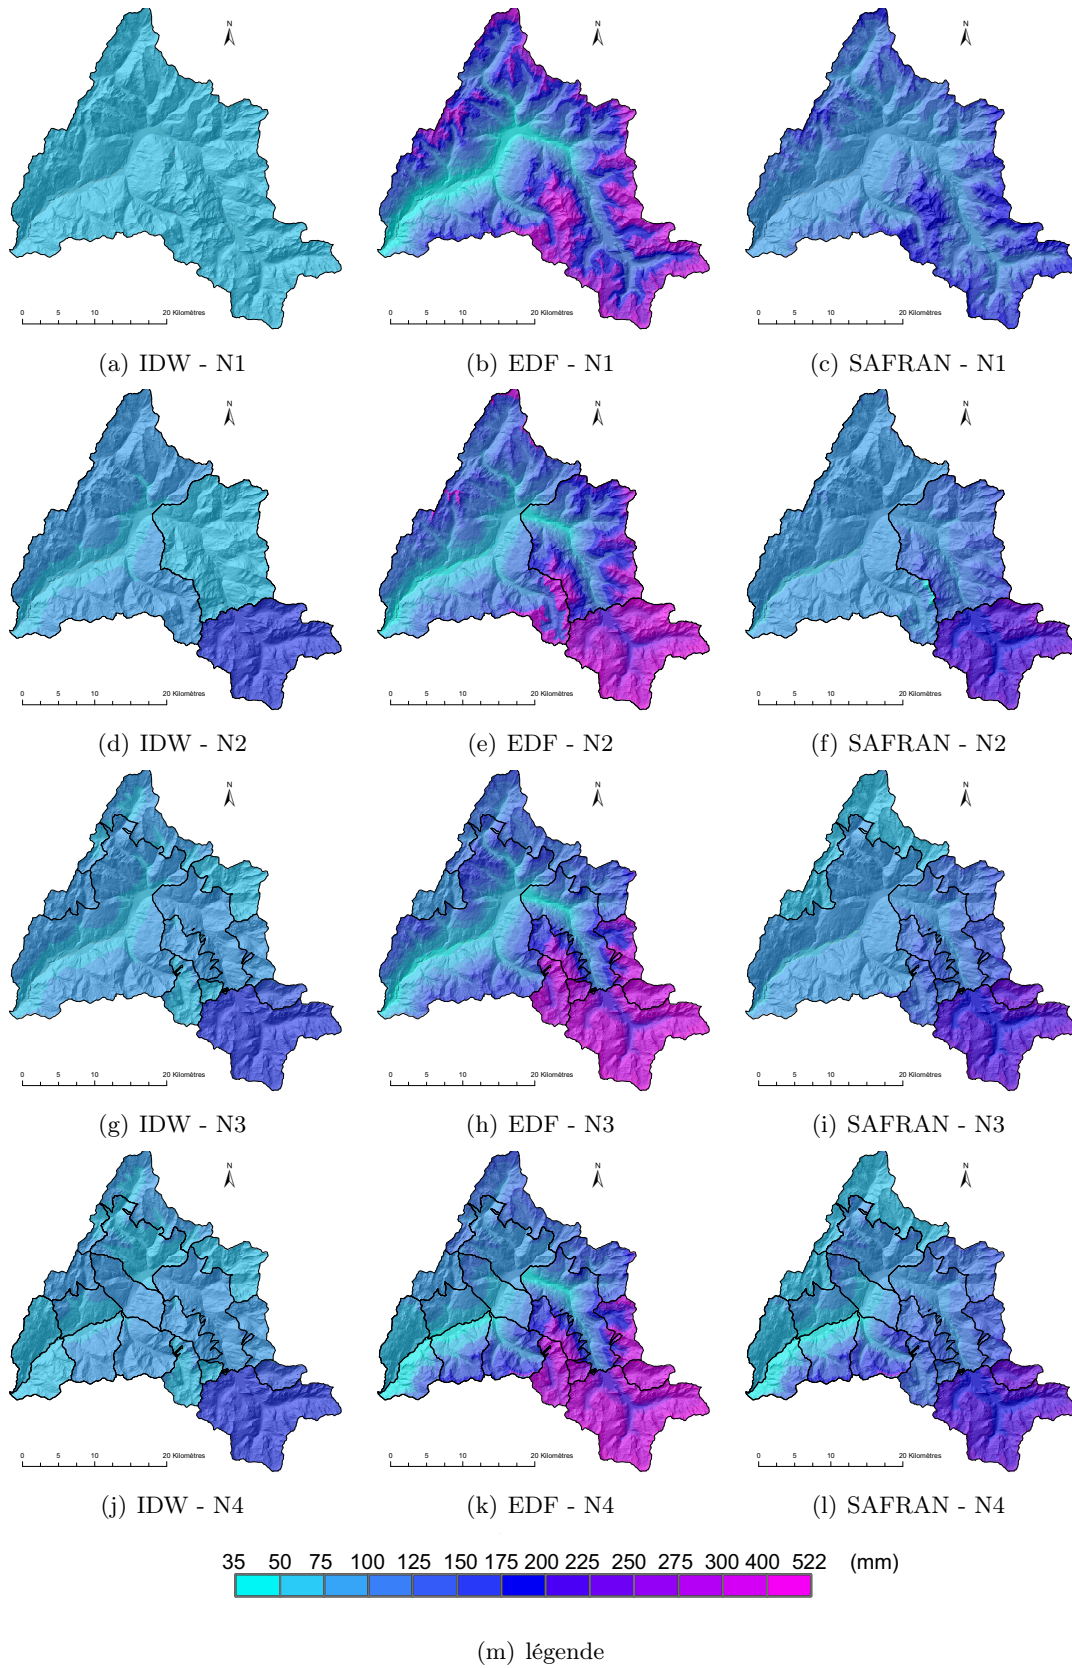 N N N
0 5 10 20 Kilomètres 0 5 10 20 0 5 10 20 Kilomètres
(a) IDW - N1 (b) EDF - N1 (c) SAFRAN - N1
N N N
0 5 10 20 Kilomètres 0 5 10 20 Kilomètres 0 5 10 20 Kilomètres
(d) IDW - N2 (e) EDF - N2 (f) SAFRAN - N2
N N N
0 5 10 20 Kilomètres 0 5 10 20 Kilomètres 0 5 10 20 Kilomètres
(g) IDW - N3 (h) EDF - N3 (i) SAFRAN - N3
N N N
0 5 10 20 Kilomètres 0 5 10 20 Kilomètres 0 5 10 20 Kilomètres
(j) IDW - N4 (k) EDF - N4 (l) SAFRAN - N4
35 50 75 100 125 150 175 200 225 250 275 300 400 522 (mm)
(m) légende